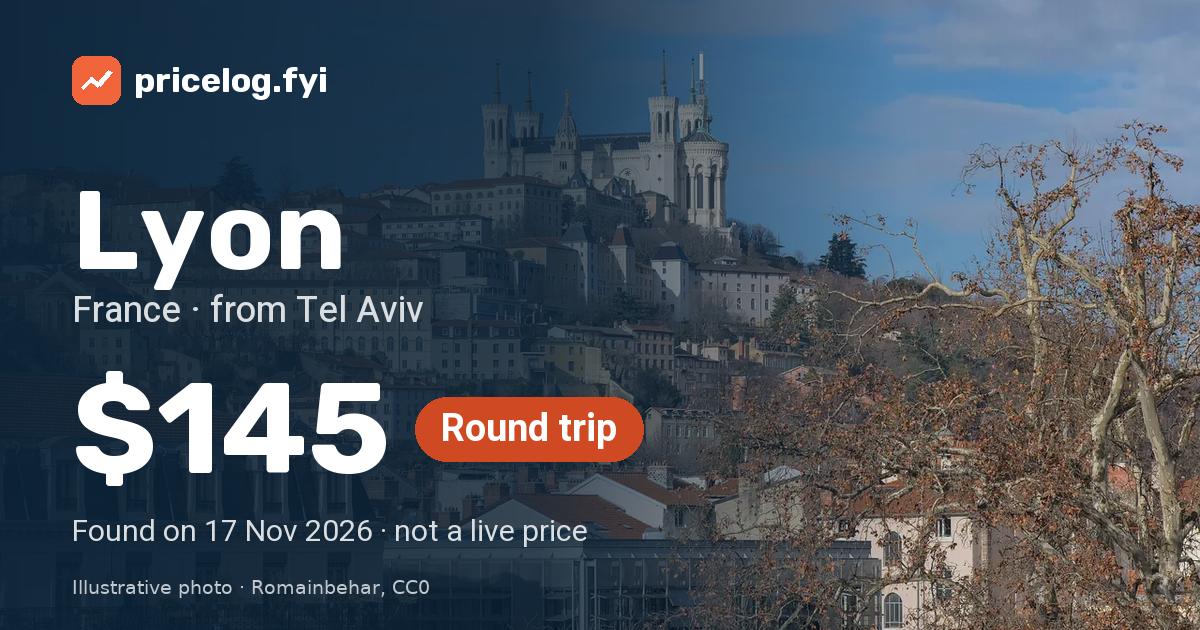 pricelog.fyi
Lyon
France · from Tel Aviv
$145
Round trip
Found on 17 Nov 2026 · not a live price
Illustrative photo · Romainbehar, CC0